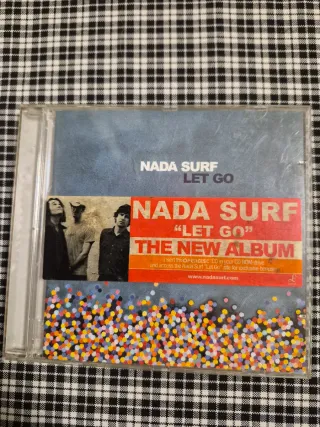 NADA SURF
LET GO
NADA SURF
"LET GO"
THE NEW ALBUM
www.nadasurf.com